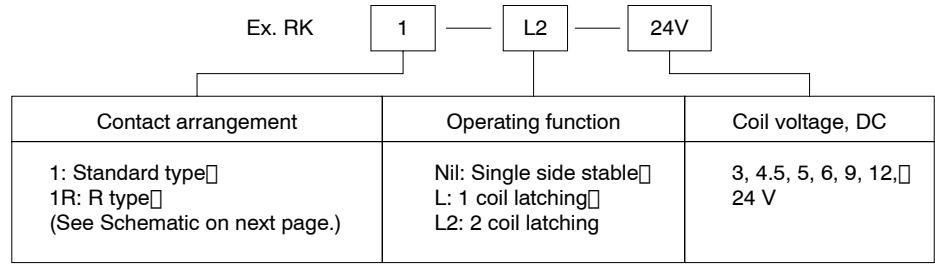 Ex. RK 1 — L2 — 24V
Contact arrangement
Operating function
Coil voltage, DC
1: Standard type
1R: R type
(See Schematic on next page.)
Nil: Single side stable
L: 1 coil latching
L2: 2 coil latching
3, 4.5, 5, 6, 9, 12,
24 V